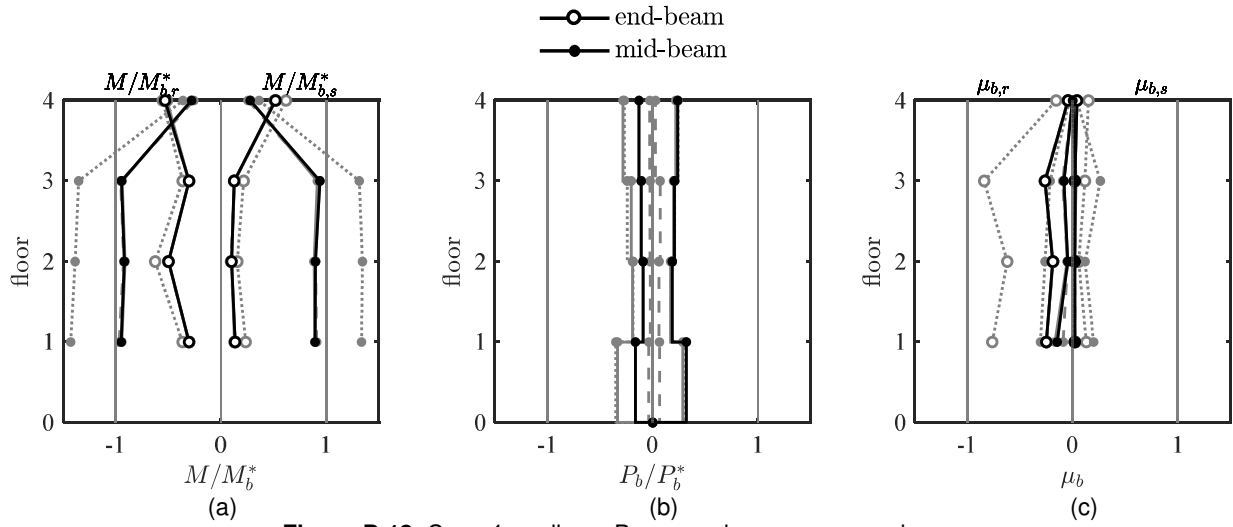 end-beam
mid-beam
M/M*b,r
M/M*b,s
4
3
2
1
0
floor
-1 0 1
M/M*b
(a)
4
3
2
1
0
floor
-1 0 1
Pb/P*b
(b)
μb,r
μb,s
4
3
2
1
0
floor
-1 0 1
μb
(c)
Figure